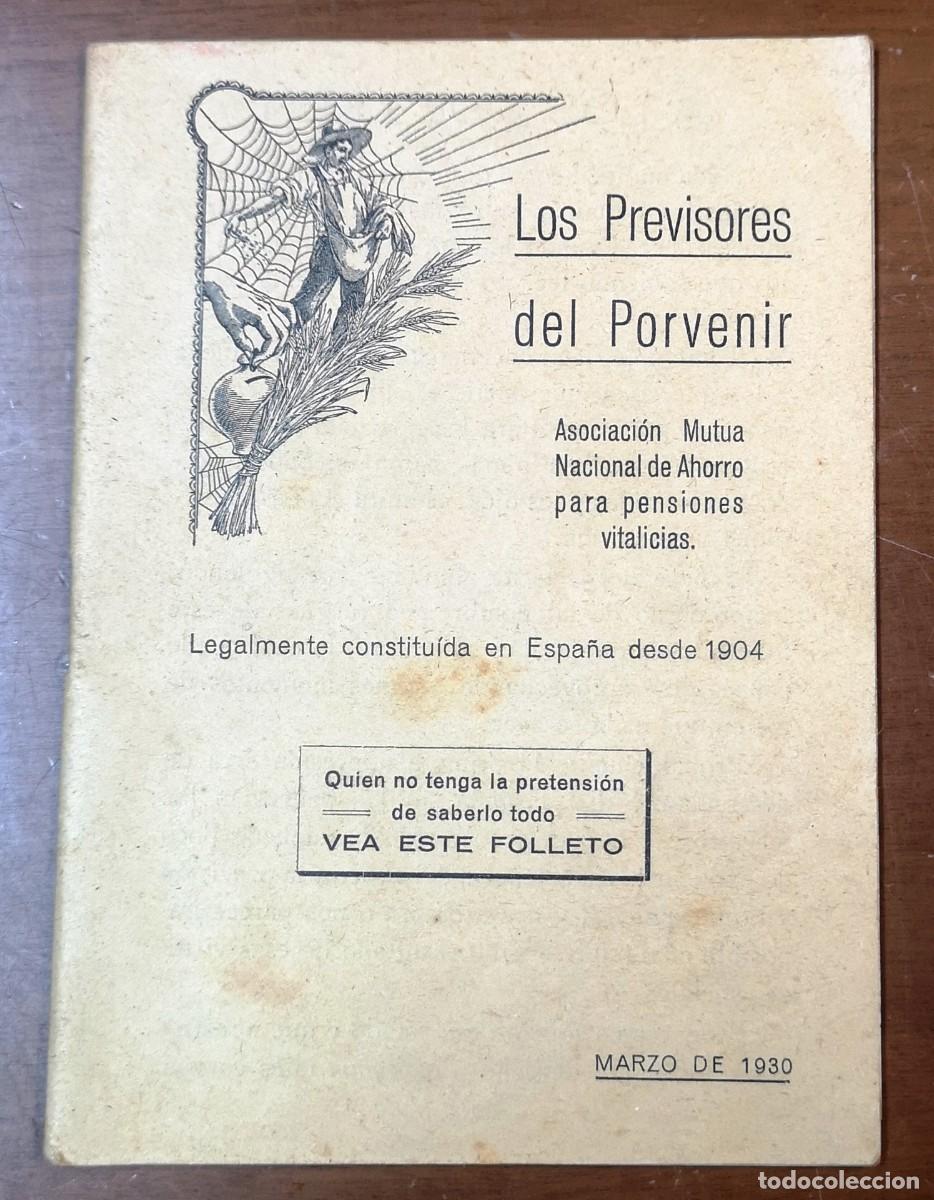 Los Previsores
del Porvenir
Asociación Mutua
Nacional de Ahorro
para pensiones
vitalicias.
Legalmente constituída en España desde 1904
Quien no tenga la pretensión
de saberlo todo
VEA ESTE FOLLETO
MARZO DE 1930
todocoleccion